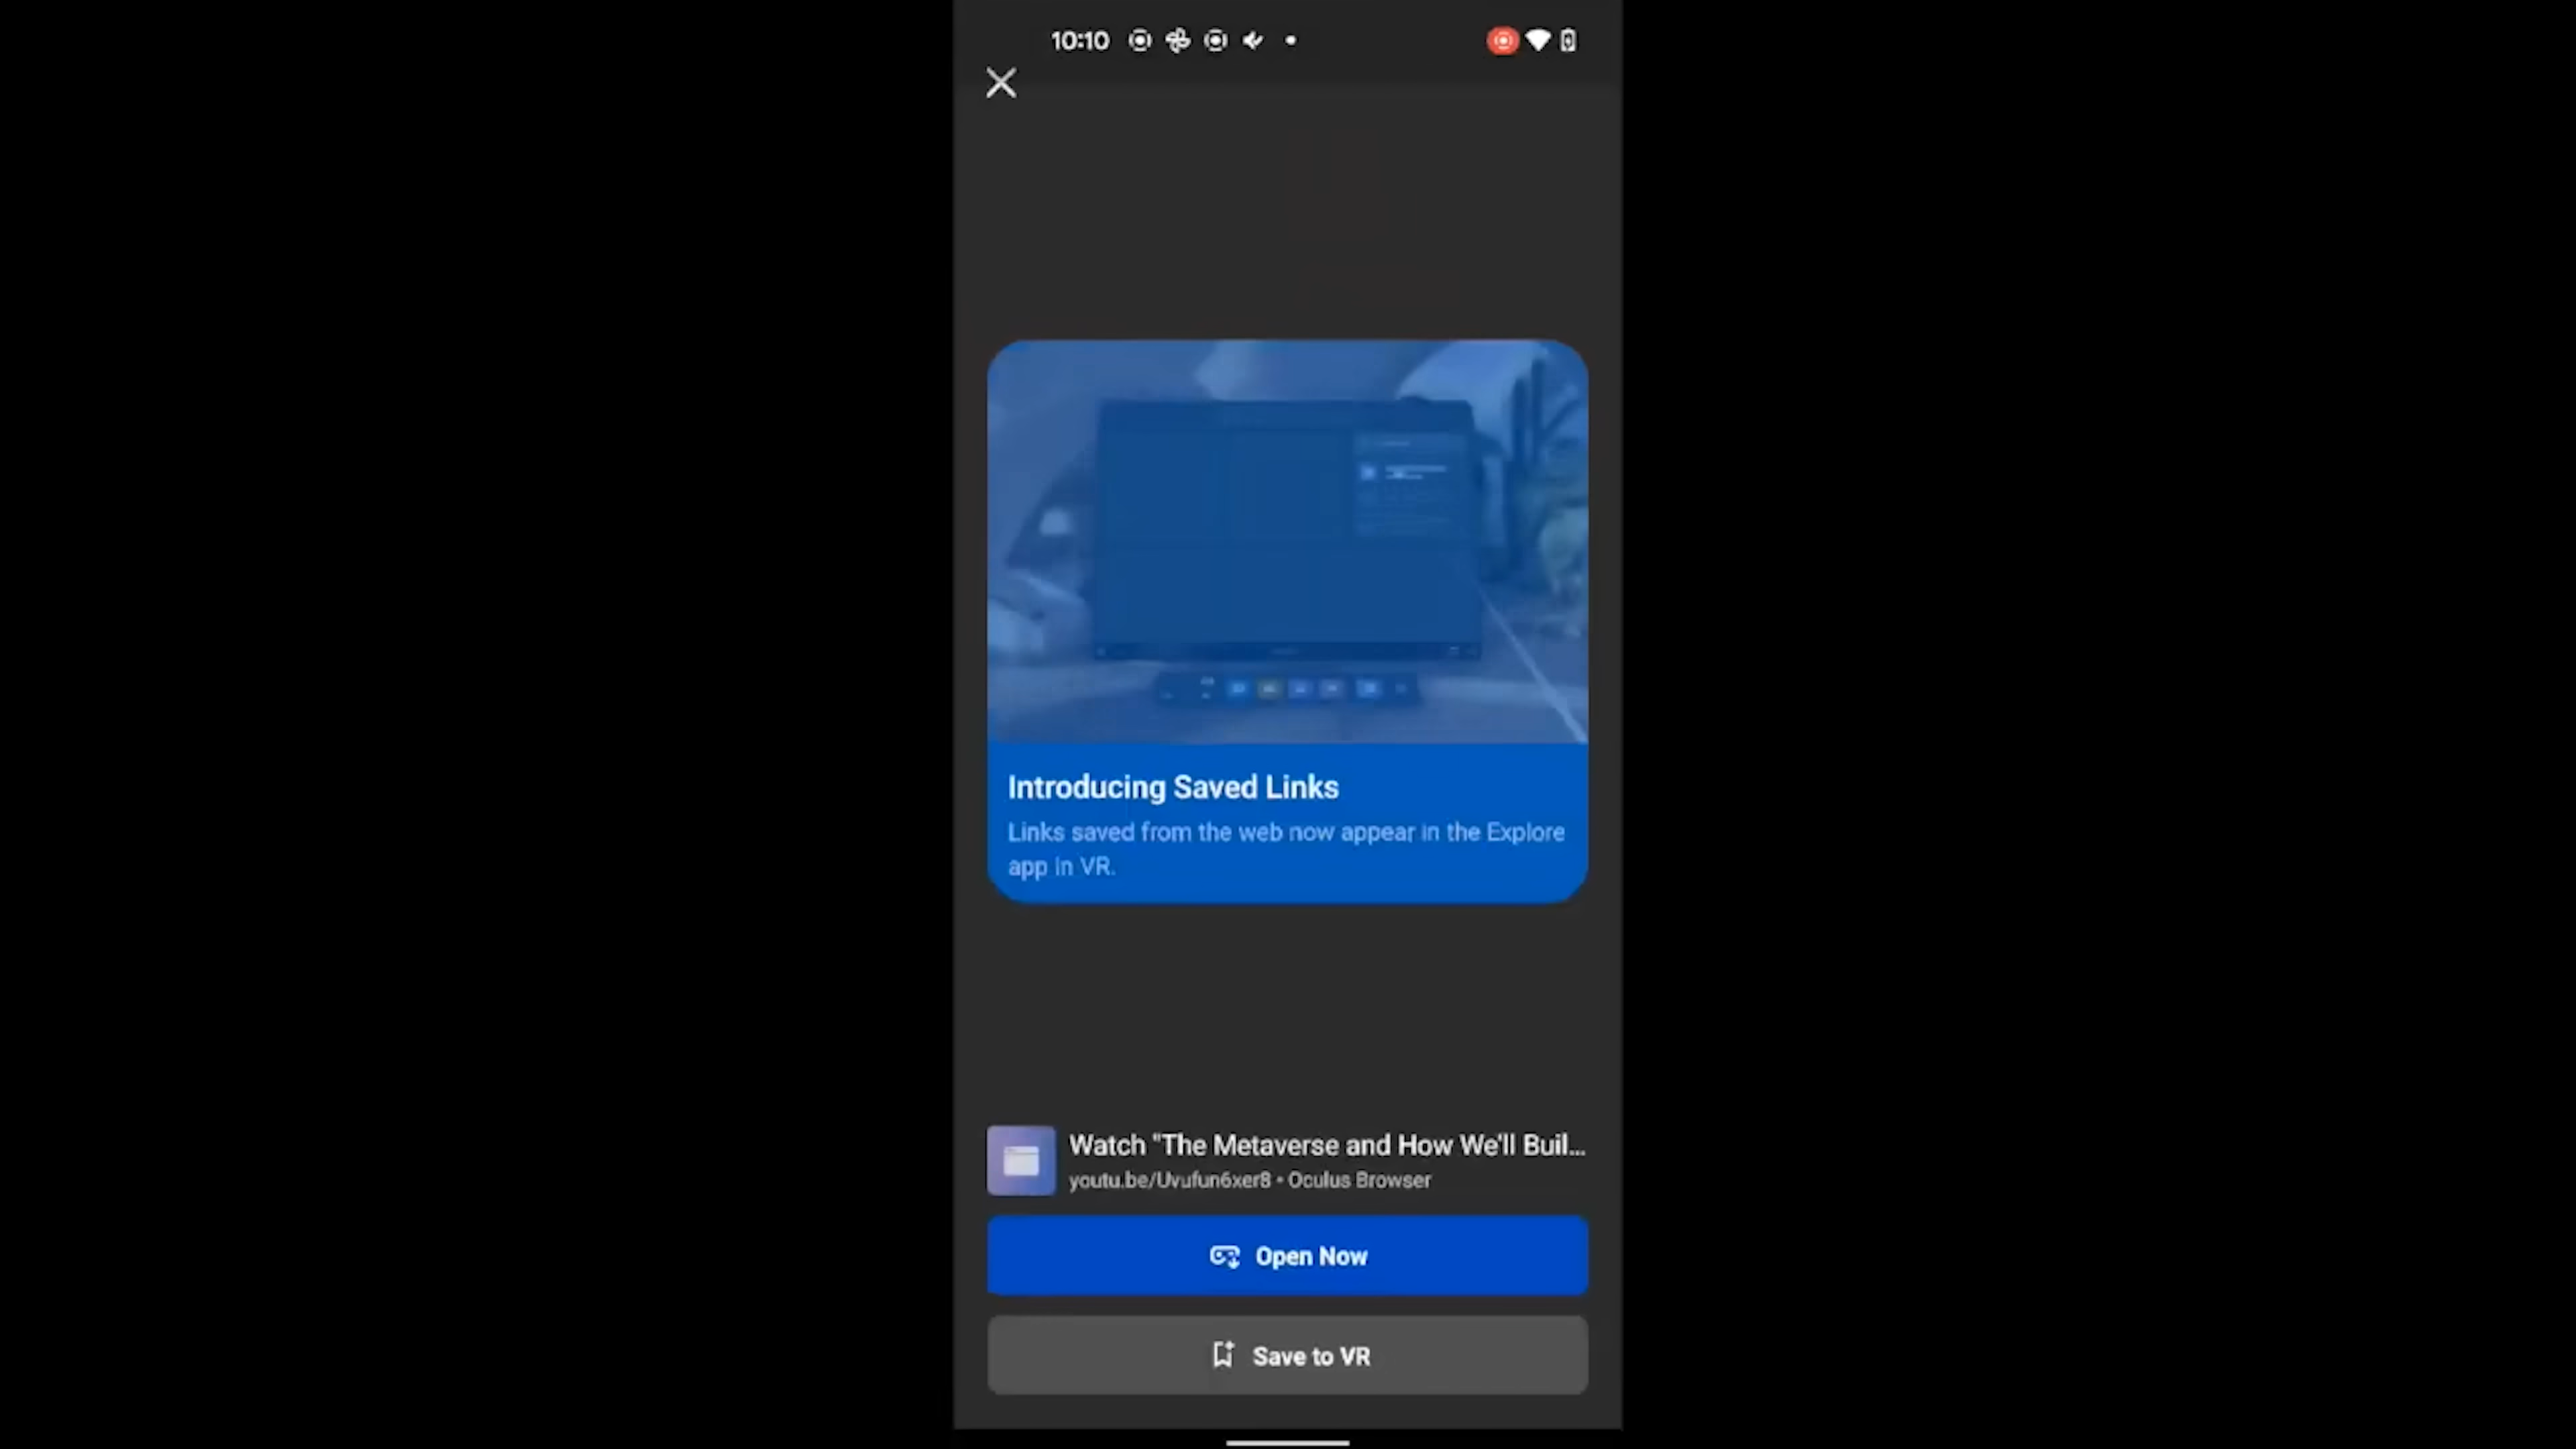 10:10
Introducing Saved Links
Links saved from the web now appear in the Explore
app in VR.
Watch "The Metaverse and How We'll Buil...
youtu.be/Uvufun6xer8 • Oculus Browser
Open Now
Save to VR